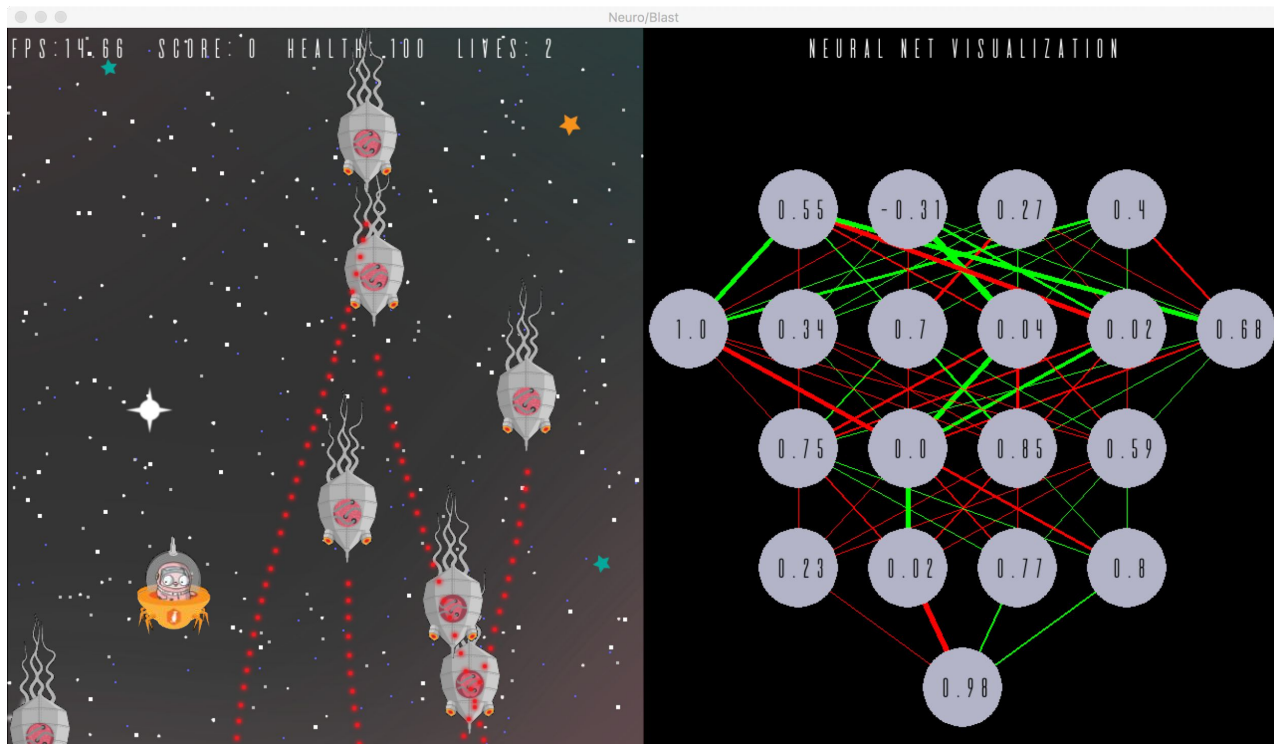 Neuro/Blast
FPS:14.66 SCORE: 0 HEALTH: 100 LIVES: 2
NEURAL NET VISUALIZATION
0.55 -0.31 0.27 0.4
1.0 0.34 0.7 0.04 0.02 0.68
0.75 0.0 0.85 0.59
0.23 0.02 0.77 0.8
0.98